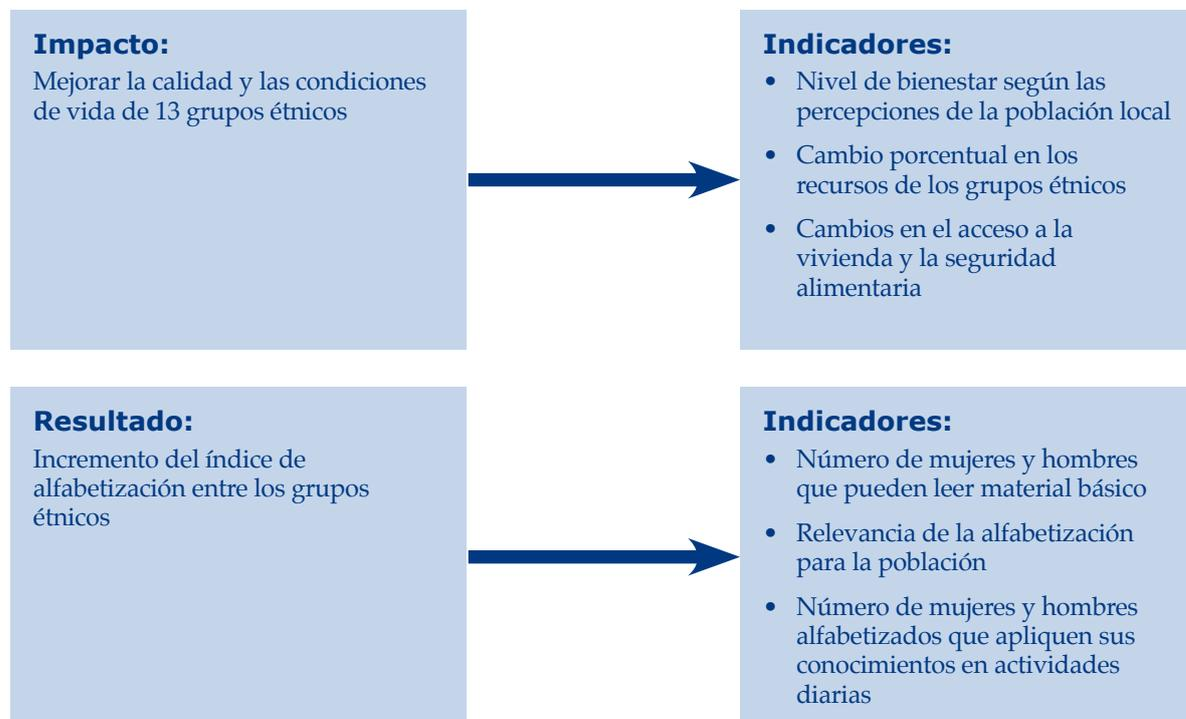 Impacto:
Mejorar la calidad y las condiciones
de vida de 13 grupos étnicos
Indicadores:
• Nivel de bienestar según las
percepciones de la población local
• Cambio porcentual en los
recursos de los grupos étnicos
• Cambios en el acceso a la
vivienda y la seguridad
alimentaria
Resultado:
Incremento del índice de
alfabetización entre los grupos
étnicos
Indicadores:
• Número de mujeres y hombres
que pueden leer material básico
• Relevancia de la alfabetización
para la población
• Número de mujeres y hombres
alfabetizados que apliquen sus
conocimientos en actividades
diarias